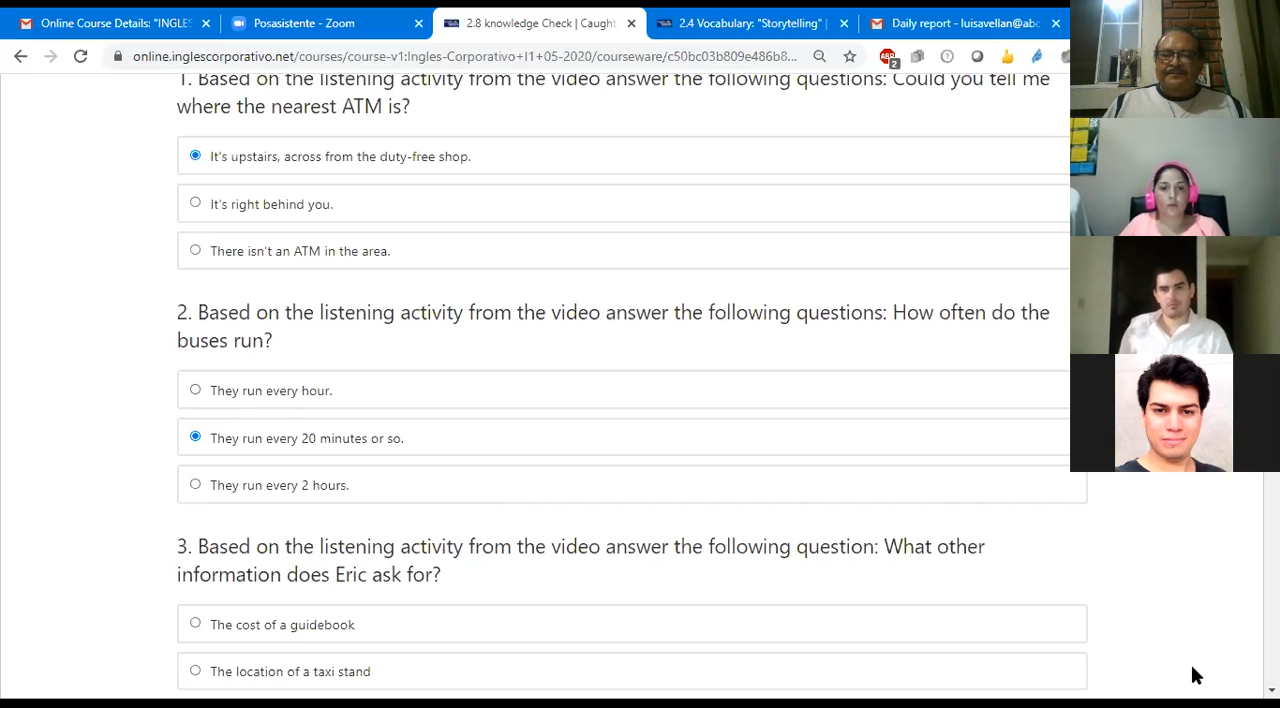 Online Course Details: "INGLES
Posasistente - Zoom
2.8 knowledge Check | Caught
2.4 Vocabulary: "Storytelling" |
Daily report - luisavellan@abc
online.inglescorporativo.net/courses/course-v1:Ingles-Corporativo+I1+05-2020/courseware/c50bc03b809e486b8...
2
1. Based on the listening activity from the video answer the following questions: Could you tell me
where the nearest ATM is?
It's upstairs, across from the duty-free shop.
It's right behind you.
There isn't an ATM in the area.
2. Based on the listening activity from the video answer the following questions: How often do the
buses run?
They run every hour.
They run every 20 minutes or so.
They run every 2 hours.
3. Based on the listening activity from the video answer the following question: What other
information does Eric ask for?
The cost of a guidebook
The location of a taxi stand